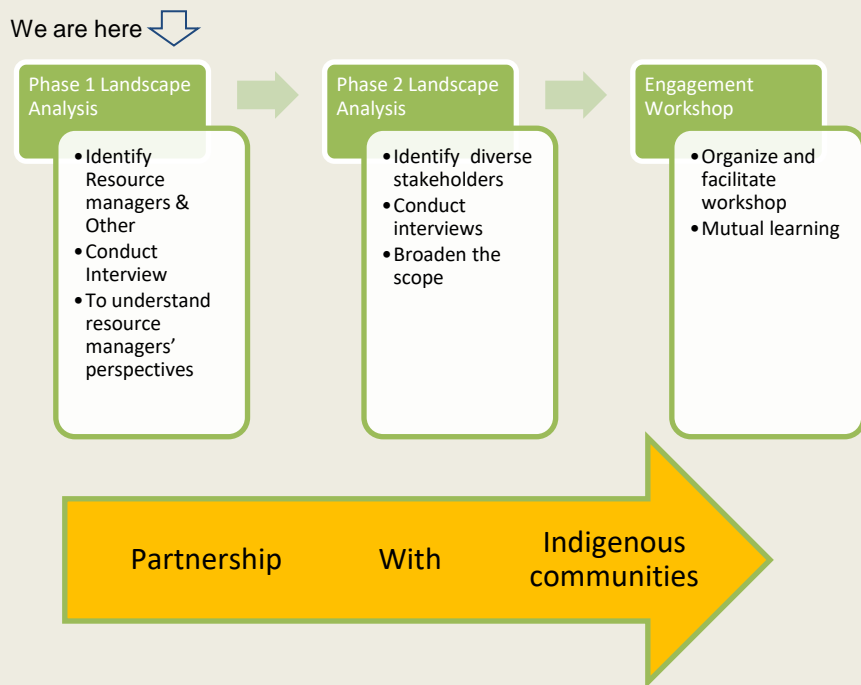 We are here
Phase 1 Landscape
Analysis
•Identify
Resource
managers &
Other
•Conduct
Interview
•To understand
resource
managers'
perspectives
Phase 2 Landscape
Analysis
•Identify diverse
stakeholders
•Conduct
interviews
•Broaden the
scope
Engagement
Workshop
•Organize and
facilitate
workshop
•Mutual learning
Partnership
With
Indigenous
communities